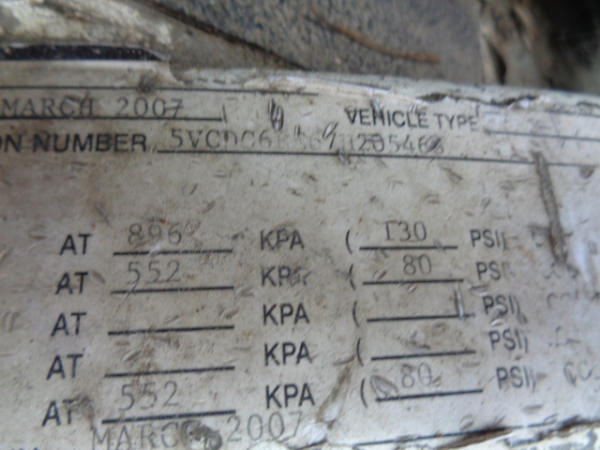 MARCH 2007 VEHICLE TYPE
ON NUMBER
AT 896 KPA ( 130 PSI)
AT 552 KPA ( 80 PSI
AT KPA ( PSI)
AT KPA ( PSI)
AT 552 KPA ( 80 PSI)
MARCH 2007